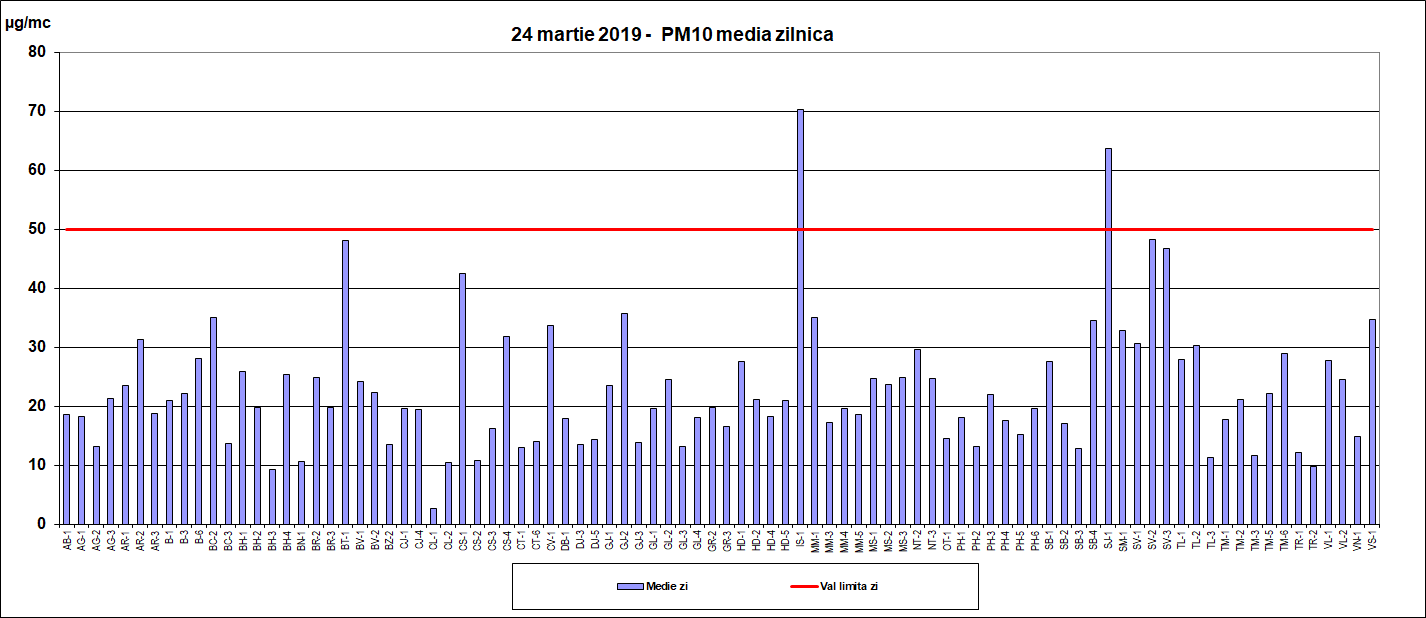 µg/mc
24 martie 2019 - PM10 media zilnica
80
70
60
50
40
30
20
10
0
AB-1 AG-1 AG-2 AG-3 AR-1 AR-2 AR-3 B-1 B-3 B-6 BC-2 BC-3 BH-1 BH-2 BH-3 BH-4 BN-1 BR-2 BR-3 BT-1 BV-1 BV-2 BZ-2 CJ-1 CJ-4 CL-1 CL-2 CS-1 CS-2 CS-3 CS-4 CT-1 CT-6 CV-1 DB-1 DJ-3 DJ-5 GJ-1 GJ-2 GJ-3 GL-1 GL-2 GL-3 GL-4 GR-2 GR-3 HD-1 HD-2 HD-4 HD-5 IS-1 MM-1 MM-3 MM-4 MM-5 MS-1 MS-2 MS-3 NT-2 NT-3 OT-1 PH-1 PH-2 PH-3 PH-4 PH-5 PH-6 SB-1 SB-2 SB-3 SB-4 SJ-1 SM-1 SV-1 SV-2 SV-3 TL-1 TL-2 TL-3 TM-1 TM-2 TM-3 TM-5 TM-6 TR-1 TR-2 VL-1 VL-2 VN-1 VS-1
Medie zi Val limita zi